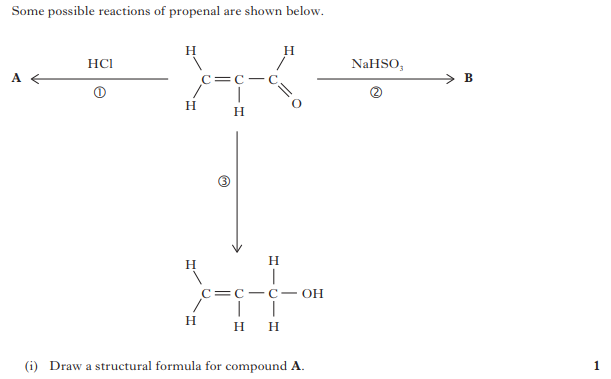 Some possible reactions of propenal are shown below.
H H
A HCl C=C—C NaHSO₃ B
① ②
H H O
③
H H
C=C—C—OH
H H H
(i) Draw a structural formula for compound A. 1